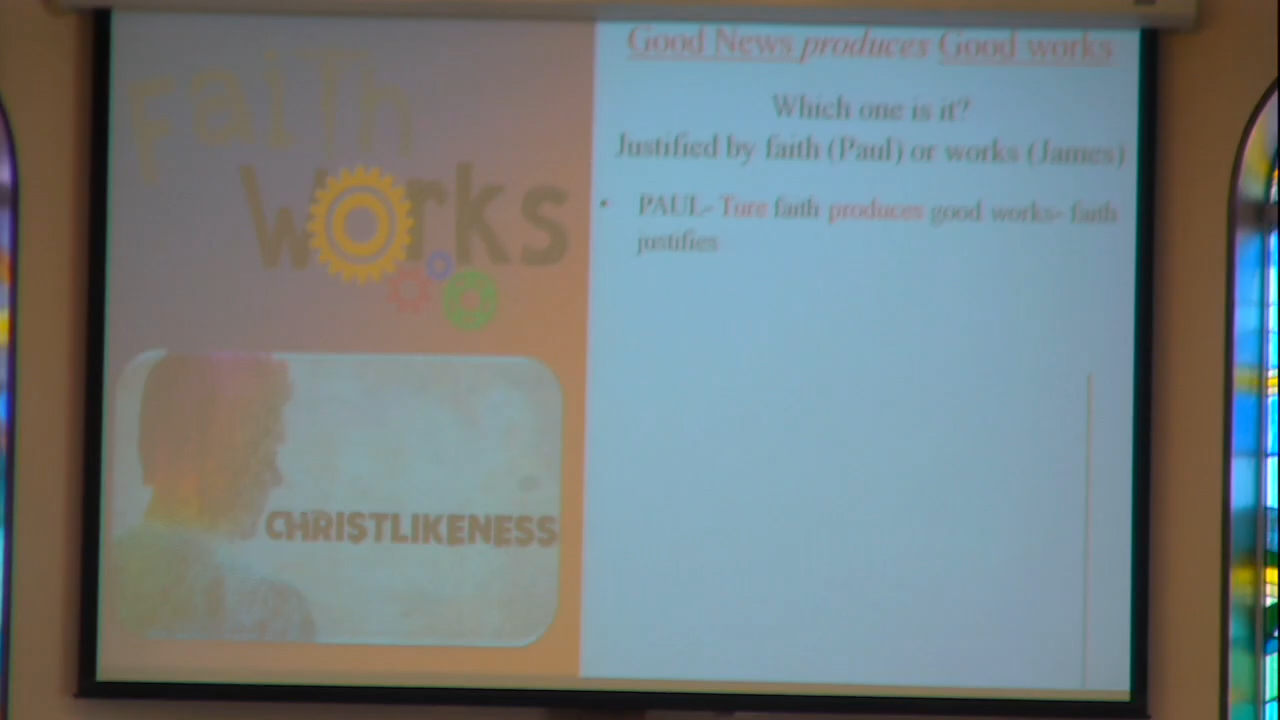 Faith
Works
CHRISTLIKENESS
Good News produces Good works
Which one is it?
Justified by faith (Paul) or works (James)
• PAUL- Ture faith produces good works- faith
justifies